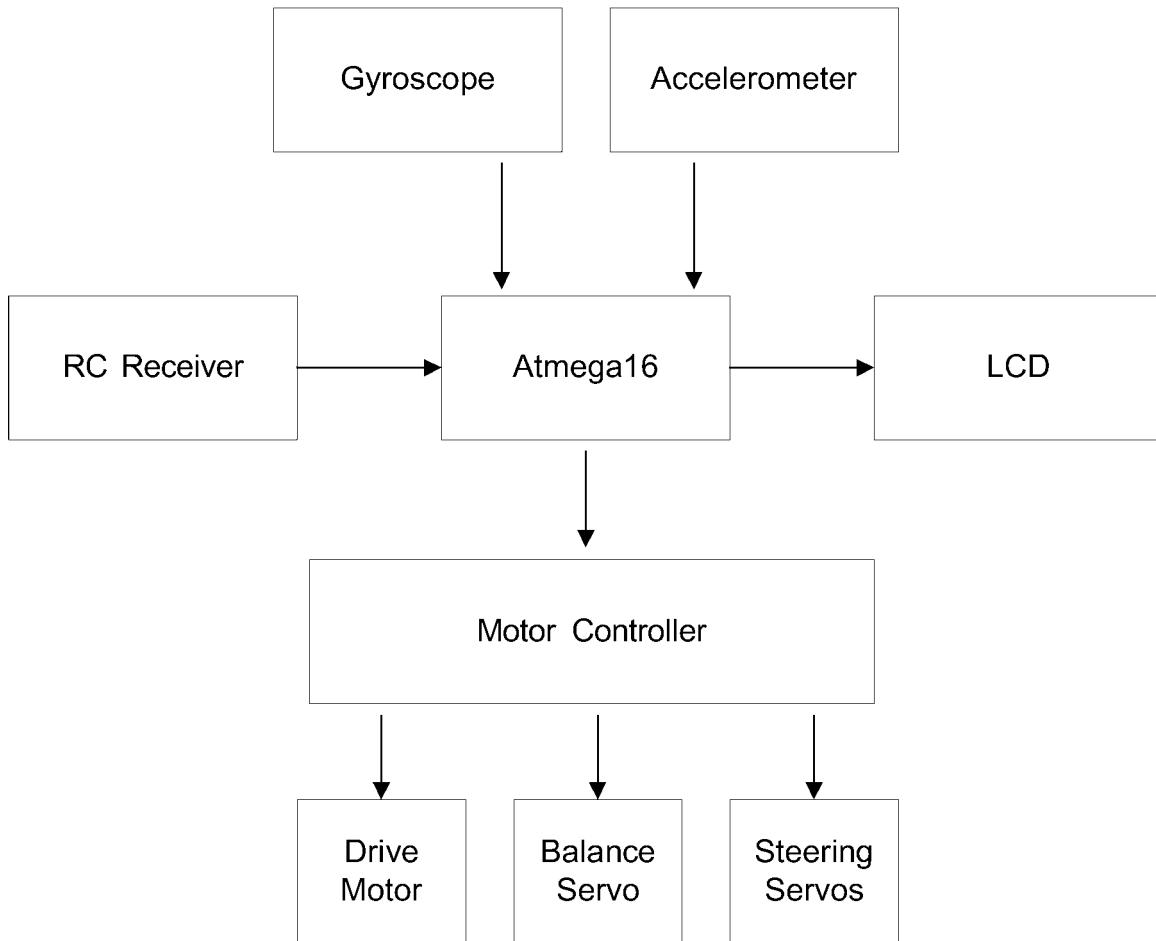 Gyroscope
Accelerometer
RC Receiver
Atmega16
LCD
Motor Controller
Drive
Motor
Balance
Servo
Steering
Servos